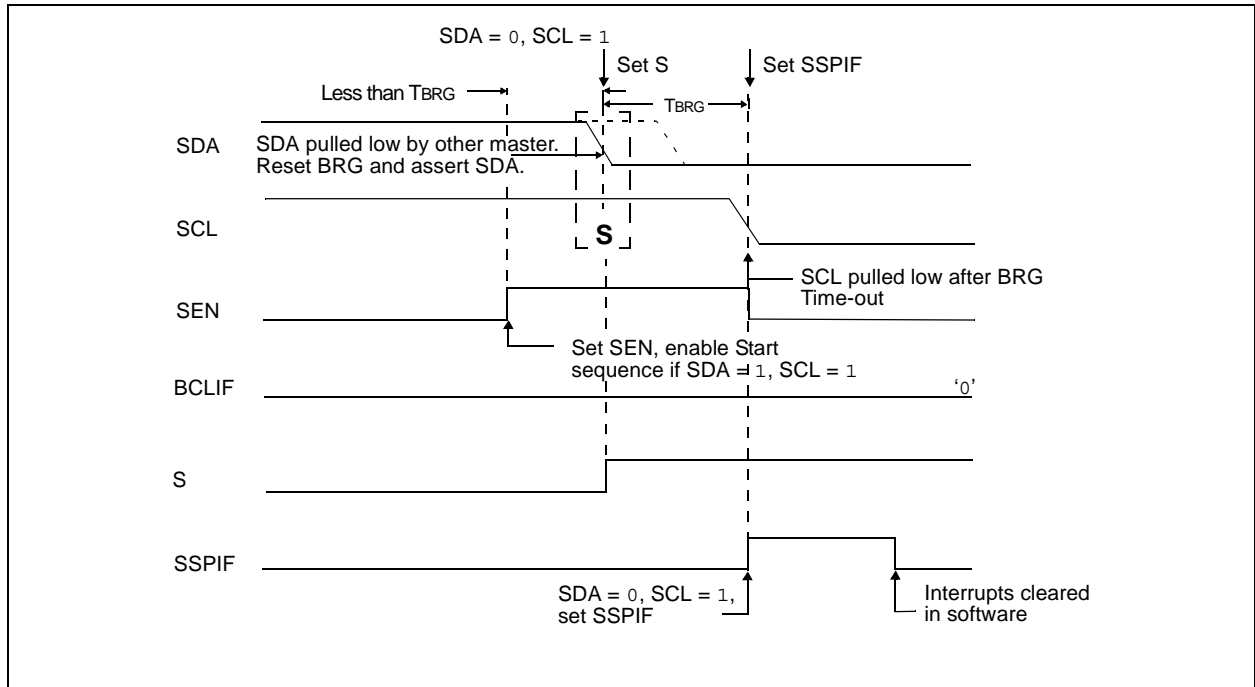 SDA = 0, SCL = 1
Set S
Set SSPIF
Less than TBRG
TBRG
SDA
SDA pulled low by other master.
Reset BRG and assert SDA.
SCL
S
SCL pulled low after BRG
Time-out
SEN
Set SEN, enable Start
sequence if SDA = 1, SCL = 1
BCLIF
‘0’
S
SSPIF
SDA = 0, SCL = 1,
set SSPIF
Interrupts cleared
in software